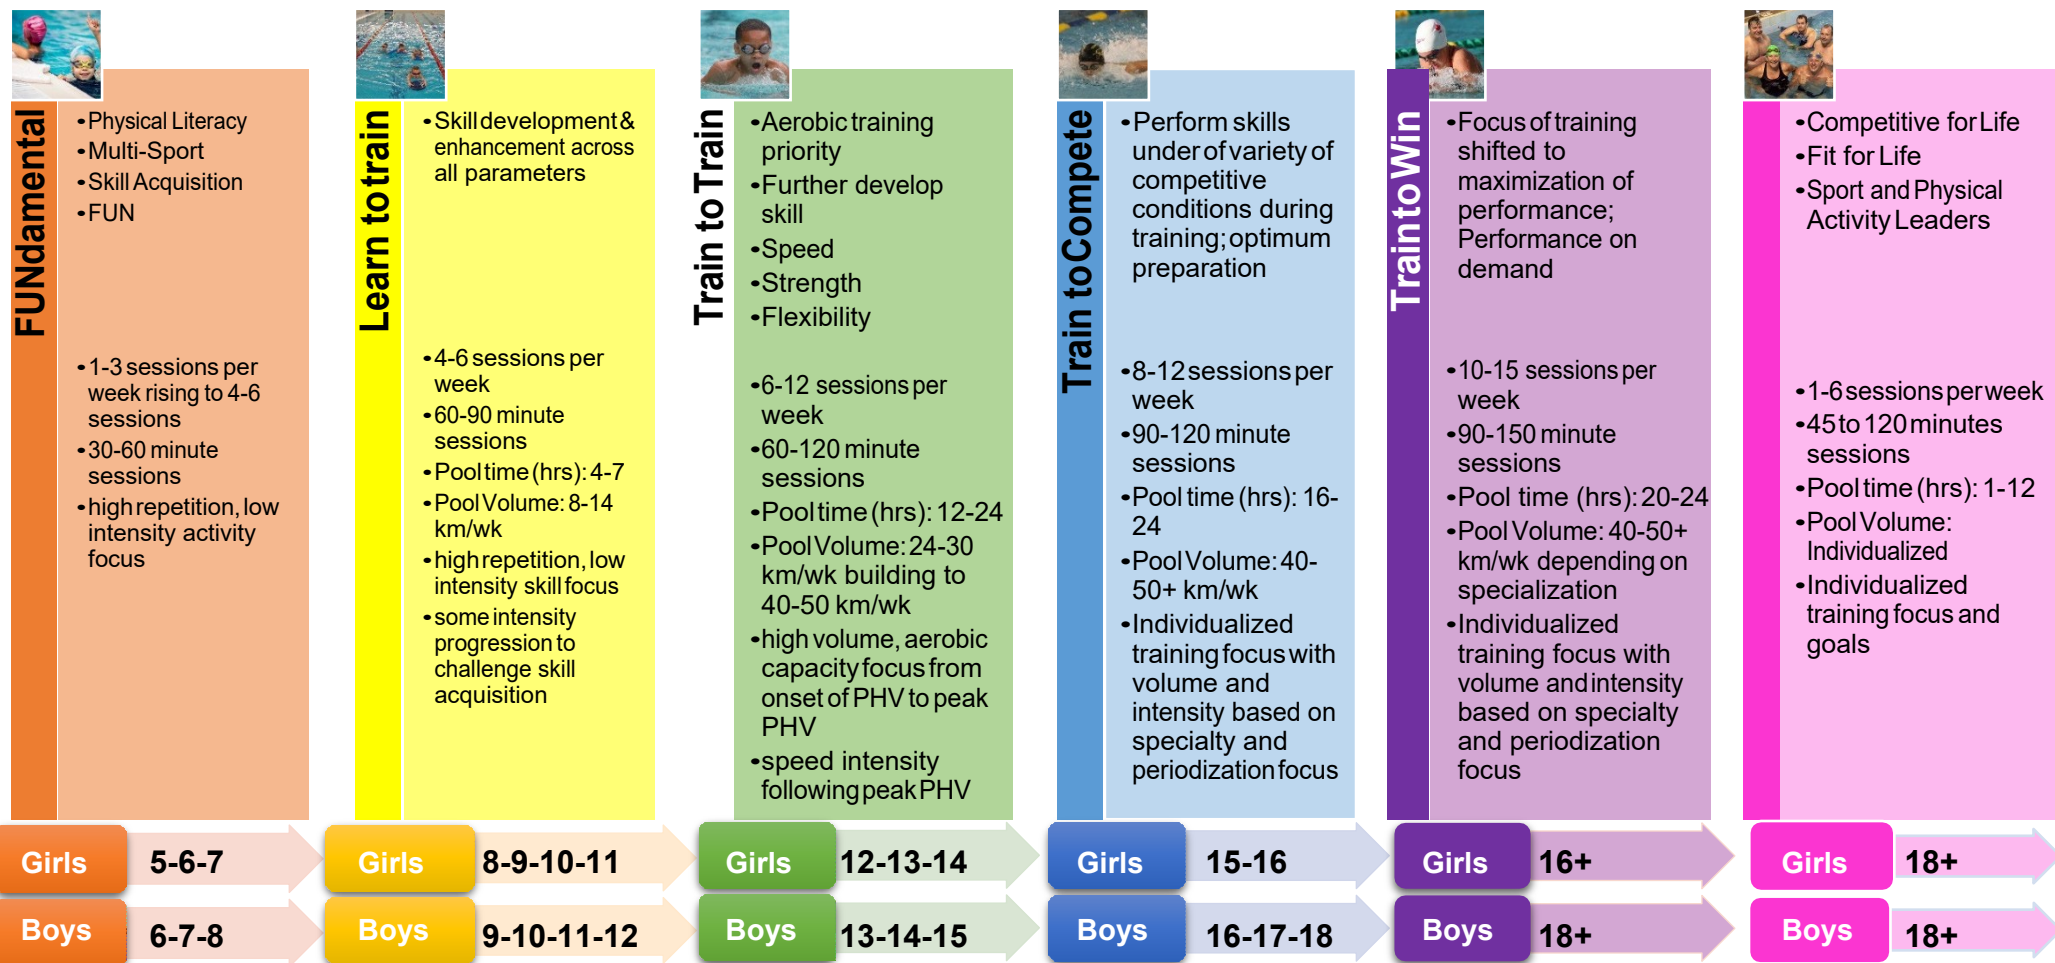 FUNdamental
•Physical Literacy
•Multi-Sport
•Skill Acquisition
•FUN
•1-3 sessions per
week rising to 4-6
sessions
•30-60 minute
sessions
•high repetition, low
intensity activity
focus
Learn to train
•Skill development &
enhancement across
all parameters
•4-6 sessions per
week
•60-90 minute
sessions
•Pool time (hrs): 4-7
•Pool Volume: 8-14
km/wk
•high repetition, low
intensity skill focus
•some intensity
progression to
challenge skill
acquisition
Train to Train
•Aerobic training
priority
•Further develop
skill
•Speed
•Strength
•Flexibility
•6-12 sessions per
week
•60-120 minute
sessions
•Pool time (hrs): 12-24
•Pool Volume: 24-30
km/wk building to
40-50 km/wk
•high volume, aerobic
capacity focus from
onset of PHV to peak
PHV
•speed intensity
following peak PHV
Train to Compete
•Perform skills
under of variety of
competitive
conditions during
training; optimum
preparation
•8-12 sessions per
week
•90-120 minute
sessions
•Pool time (hrs): 16-
24
•Pool Volume: 40-
50+ km/wk
•Individualized
training focus with
volume and
intensity based on
specialty and
periodization focus
Train to Win
•Focus of training
shifted to
maximization of
performance;
Performance on
demand
•10-15 sessions per
week
•90-150 minute
sessions
•Pool time (hrs): 20-24
•Pool Volume: 40-50+
km/wk depending on
specialization
•Individualized
training focus with
volume and intensity
based on specialty
and periodization
focus
•Competitive for Life
•Fit for Life
•Sport and Physical
Activity Leaders
•1-6 sessions per week
•45 to 120 minutes
sessions
•Pool time (hrs): 1-12
•Pool Volume:
Individualized
•Individualized
training focus and
goals
Girls 5-6-7 Girls 8-9-10-11 Girls 12-13-14 Girls 15-16 Girls 16+ Girls 18+
Boys 6-7-8 Boys 9-10-11-12 Boys 13-14-15 Boys 16-17-18 Boys 18+ Boys 18+